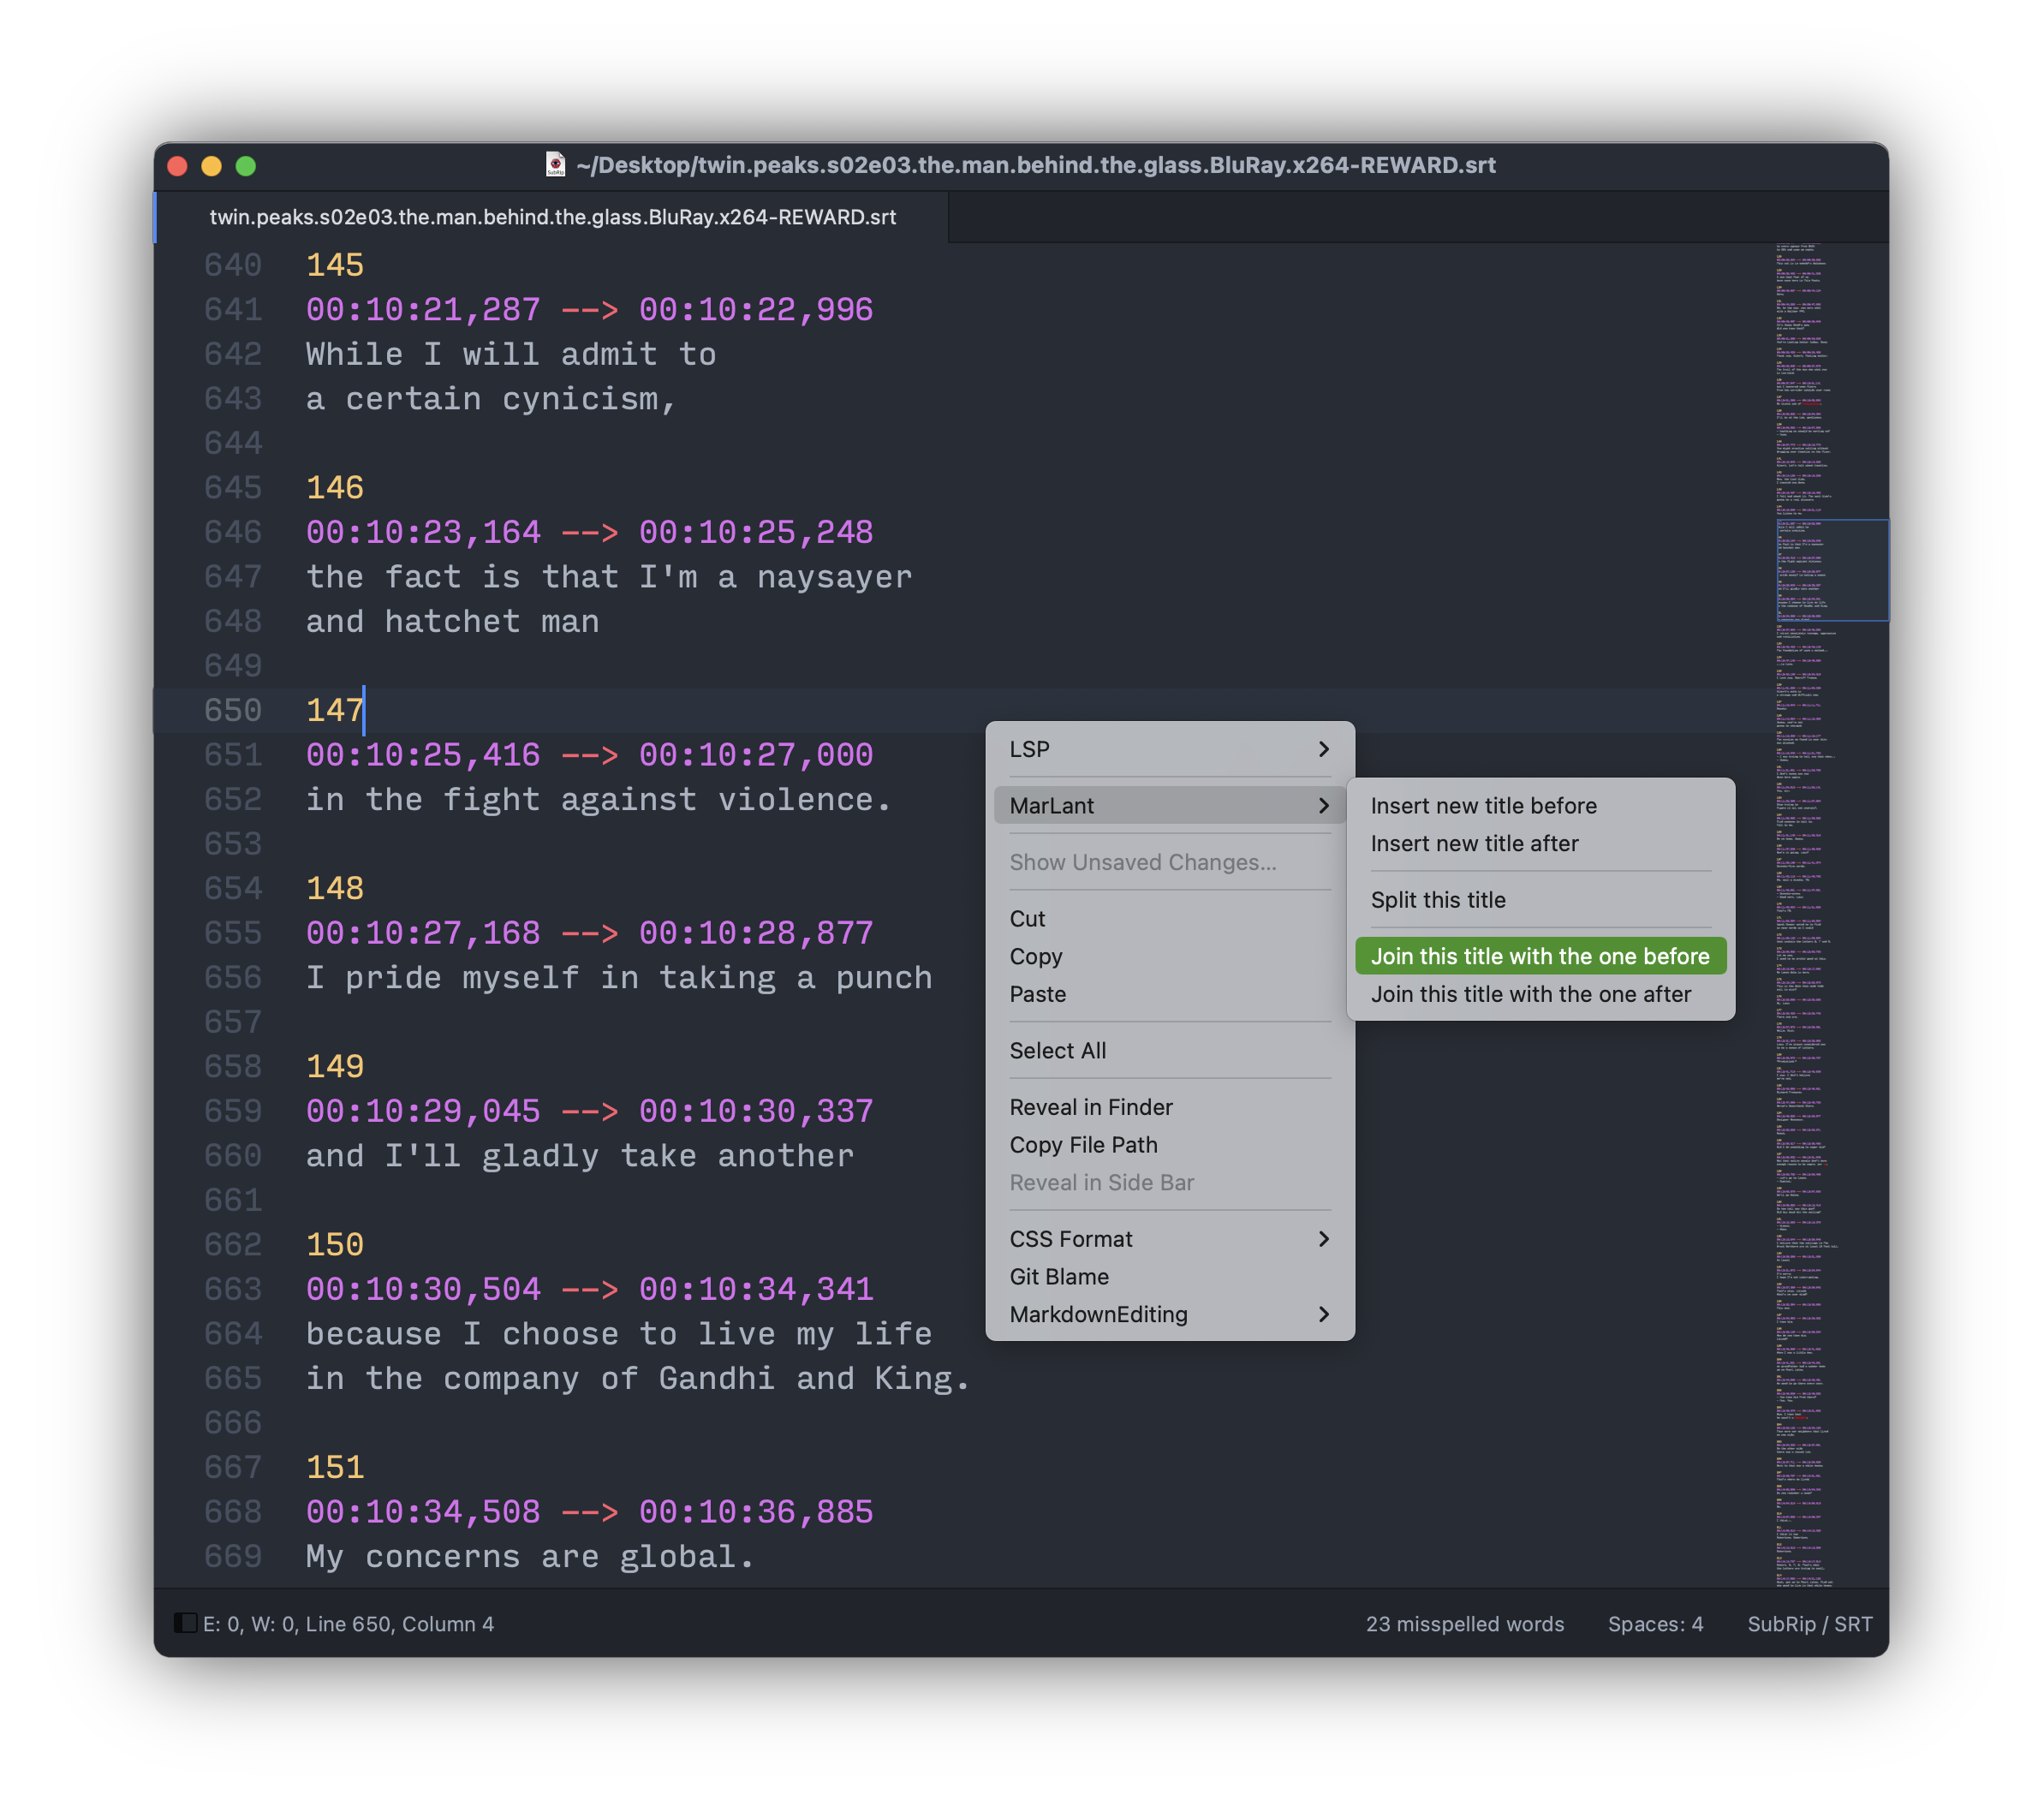 ~/Desktop/twin.peaks.s02e03.the.man.behind.the.glass.BluRay.x264-REWARD.srt
twin.peaks.s02e03.the.man.behind.the.glass.BluRay.x264-REWARD.srt
640 145
641 00:10:21,287 --> 00:10:22,996
642 While I will admit to
643 a certain cynicism,
644
645 146
646 00:10:23,164 --> 00:10:25,248
647 the fact is that I'm a naysayer
648 and hatchet man
649
650 147
651 00:10:25,416 --> 00:10:27,000
652 in the fight against violence.
653
654 148
655 00:10:27,168 --> 00:10:28,877
656 I pride myself in taking a punch
657
658 149
659 00:10:29,045 --> 00:10:30,337
660 and I'll gladly take another
661
662 150
663 00:10:30,504 --> 00:10:34,341
664 because I choose to live my life
665 in the company of Gandhi and King.
666
667 151
668 00:10:34,508 --> 00:10:36,885
669 My concerns are global.
LSP
MarLant
Show Unsaved Changes...
Cut
Copy
Paste
Select All
Reveal in Finder
Copy File Path
Reveal in Side Bar
CSS Format
Git Blame
MarkdownEditing
Insert new title before
Insert new title after
Split this title
Join this title with the one before
Join this title with the one after
E: 0, W: 0, Line 650, Column 4
23 misspelled words
Spaces: 4
SubRip / SRT